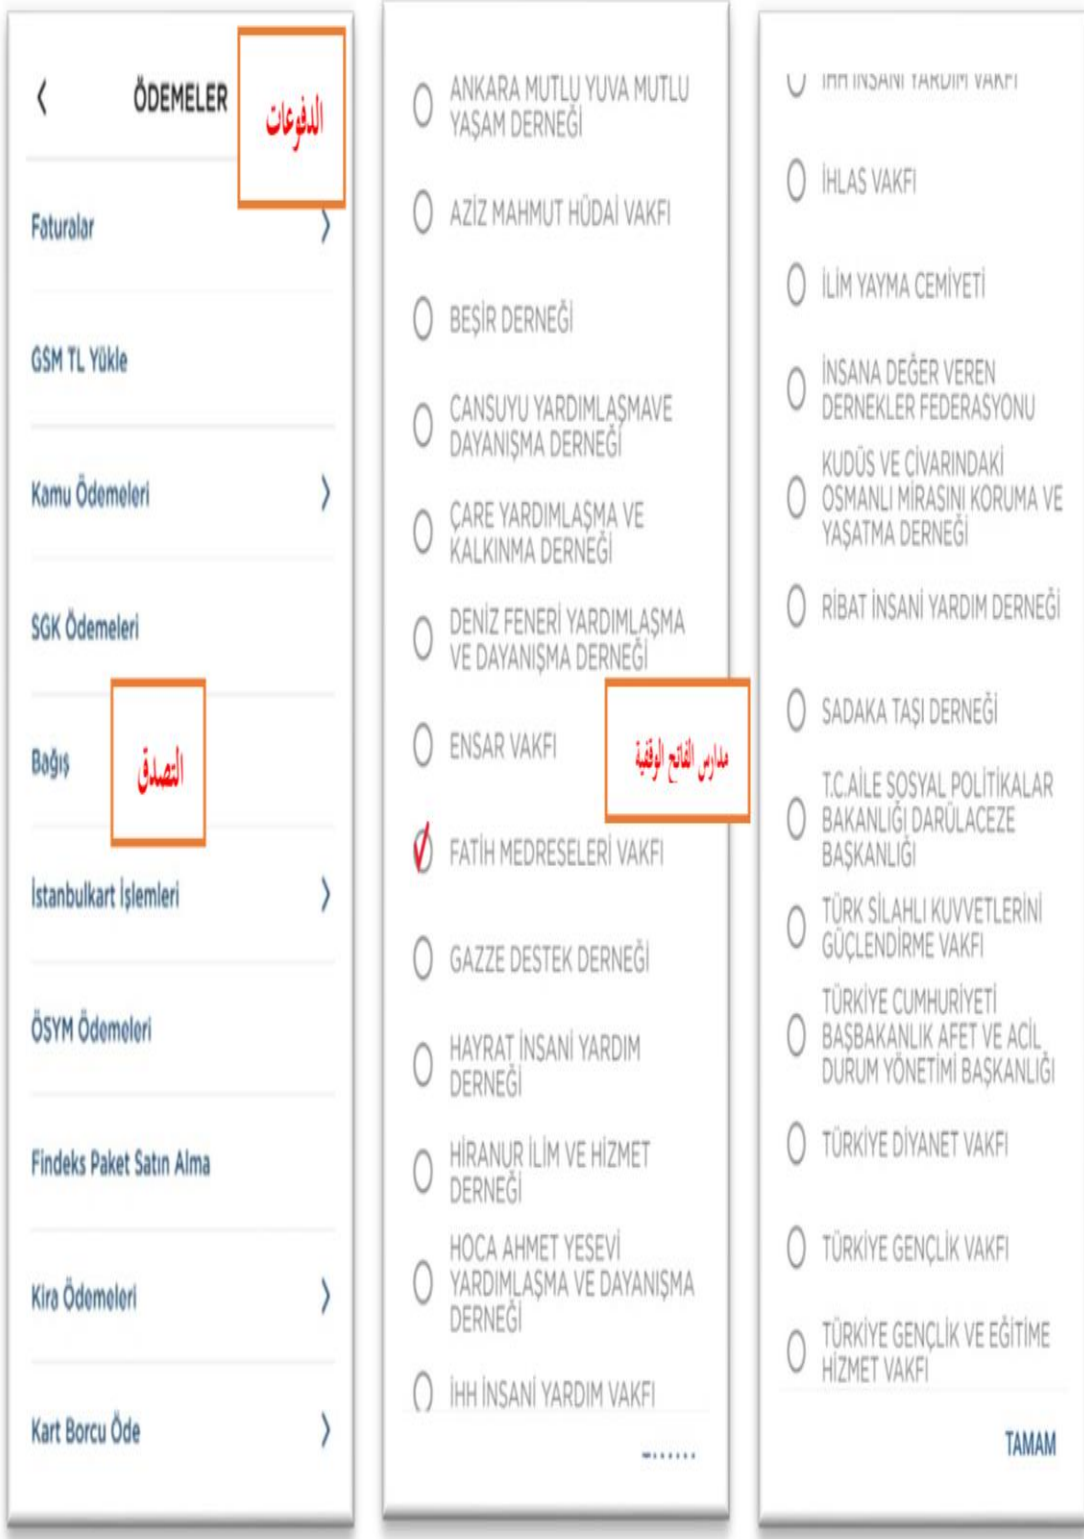 ÖDEMELER
الدفوعات
Faturalar
GSM TL Yükle
Kamu Ödemeleri
SGK Ödemeleri
Bağış
التصدق
İstanbulkart İşlemleri
ÖSYM Ödemeleri
Findeks Paket Satın Alma
Kira Ödemeleri
Kart Borcu Öde
ANKARA MUTLU YUVA MUTLU
YAŞAM DERNEĞİ
AZİZ MAHMUT HÜDAİ VAKFI
BEŞİR DERNEĞİ
CANSUYU YARDIMLAŞMAVE
DAYANIŞMA DERNEĞİ
ÇARE YARDIMLAŞMA VE
KALKINMA DERNEĞİ
DENİZ FENERİ YARDIMLAŞMA
VE DAYANIŞMA DERNEĞİ
ENSAR VAKFI
مدارس الفاتح الوقفية
FATİH MEDRESELERİ VAKFI
GAZZE DESTEK DERNEĞİ
HAYRAT İNSANİ YARDIM
DERNEĞİ
HİRANUR İLİM VE HİZMET
DERNEĞİ
HOCA AHMET YESEVİ
YARDIMLAŞMA VE DAYANIŞMA
DERNEĞİ
İHH İNSANİ YARDIM VAKFI
İHH İNSANİ YARDIM VAKFI
İHLAS VAKFI
İLİM YAYMA CEMİYETİ
İNSANA DEĞER VEREN
DERNEKLER FEDERASYONU
KUDÜS VE CİVARINDAKİ
OSMANLI MİRASINI KORUMA VE
YAŞATMA DERNEĞİ
RİBAT İNSANİ YARDIM DERNEĞİ
SADAKA TAŞI DERNEĞİ
T.C.AİLE SOSYAL POLİTİKALAR
BAKANLIĞI DARÜLACEZE
BAŞKANLIĞI
TÜRK SİLAHLI KUVVETLERİNİ
GÜÇLENDİRME VAKFI
TÜRKİYE CUMHURİYETİ
BAŞBAKANLIK AFET VE ACİL
DURUM YÖNETİMİ BAŞKANLIĞI
TÜRKİYE DİYANET VAKFI
TÜRKİYE GENÇLİK VAKFI
TÜRKİYE GENÇLİK VE EĞİTİME
HİZMET VAKFI
TAMAM